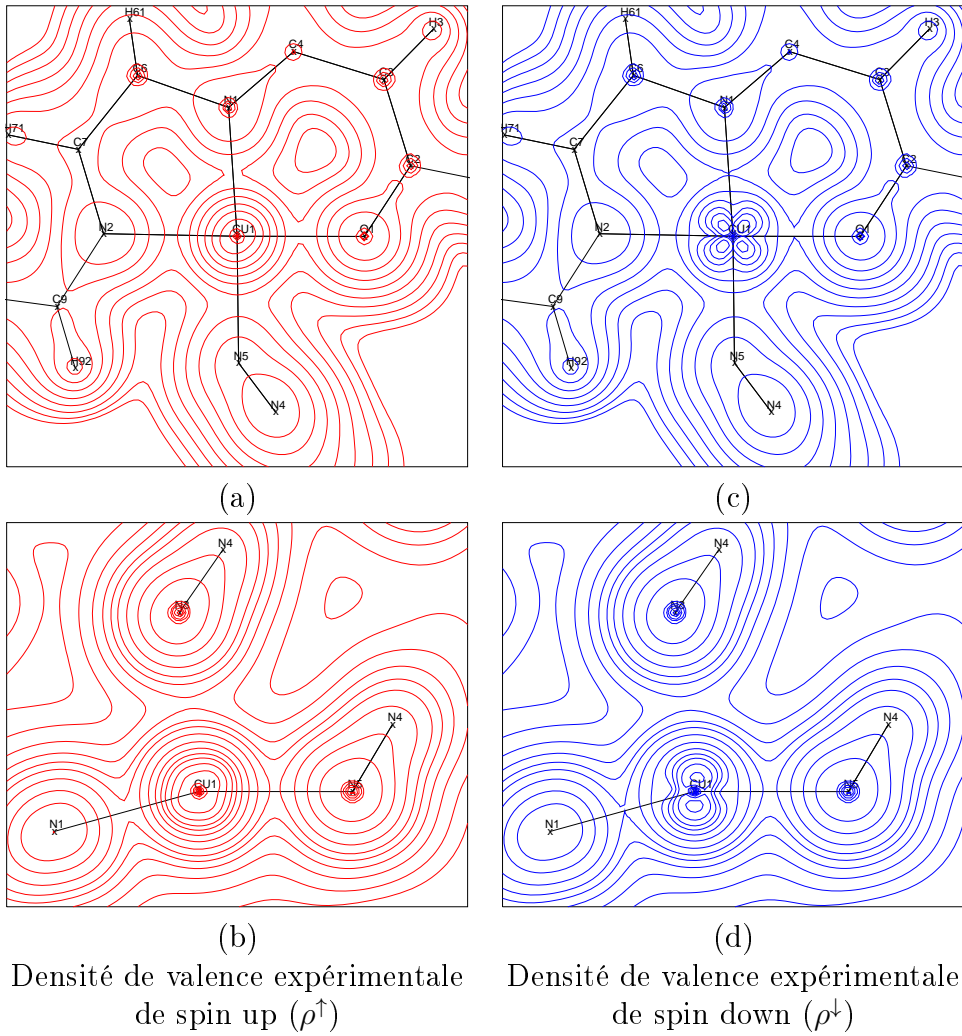 H61
H3
C4
C6
C3
N1
H71
C7
C2
N2
CU1
O1
C9
N5
H92
N4
(a)
H61
H3
C4
C6
C3
N1
H71
C7
C2
N2
CU1
O1
C9
N5
H92
N4
(c)
N4
N3
N4
CU1
N5
N1
(b)
N4
N3
N4
CU1
N5
N1
(d)
Densité de valence expérimentale
de spin up (ρ↑)
Densité de valence expérimentale
de spin down (ρ↓)